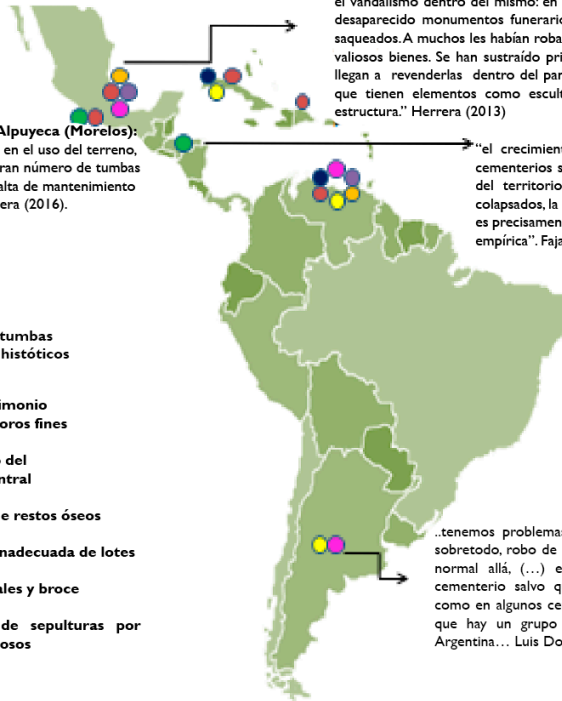 el vandalismo dentro del mismo: en
desaparecido monumentos funerario
saqueados. A muchos les habían roba
valiosos bienes. Se han sustraído pri
llegan a revenderlas dentro del par
que tienen elementos como escult
estructura." Herrera (2013)
Alpuyeca (Morelos):
en el uso del terreno,
ran número de tumbas
alta de mantenimiento
era (2016).
"el crecimient
cementerios s
del territorio
colapsados, la
es precisamen
empírica". Faja
tumbas
históticos
imonio
oros fines
o del
ntral
e restos óseos
nadecuada de lotes
ales y broce
de sepulturas por
osos
..tenemos problemas
sobretodo, robo de
normal allá, (...) e
cementerio salvo q
como en algunos ce
que hay un grupo
Argentina... Luis Do